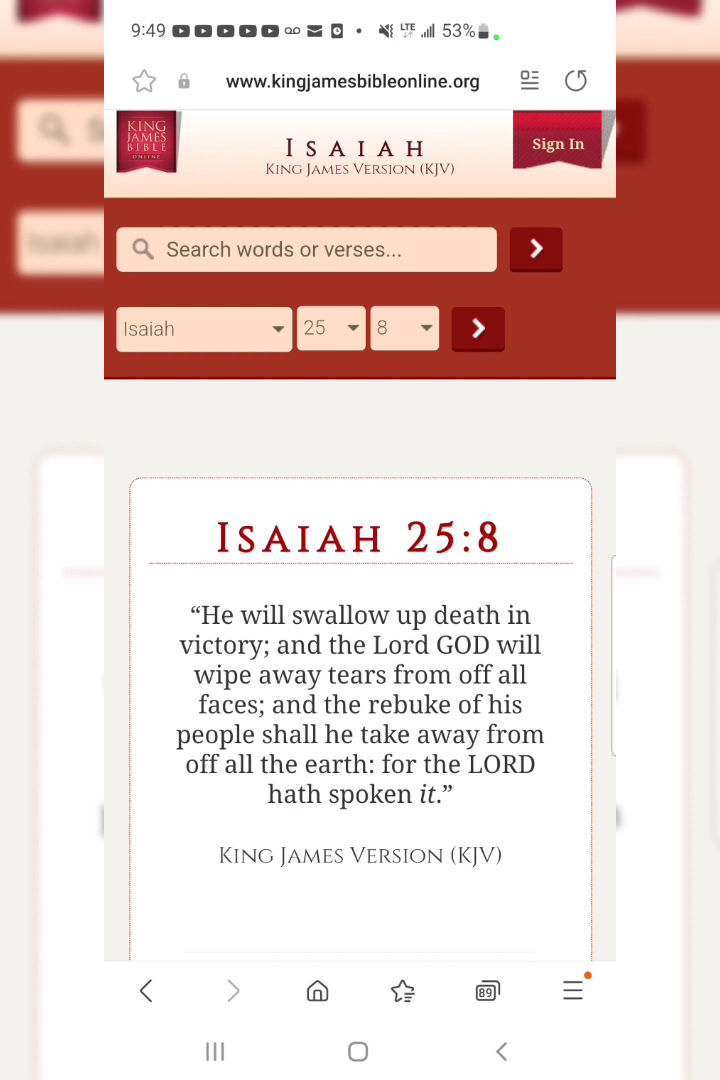 9:49 LTE 53%
www.kingjamesbibleonline.org
KING
JAMES
BIBLE
ONLINE
ISAIAH
KING JAMES VERSION (KJV)
Sign In
Search words or verses...
Isaiah 25 8
ISAIAH 25:8
“He will swallow up death in
victory; and the Lord GOD will
wipe away tears from off all
faces; and the rebuke of his
people shall he take away from
off all the earth: for the LORD
hath spoken it.”
KING JAMES VERSION (KJV)
89